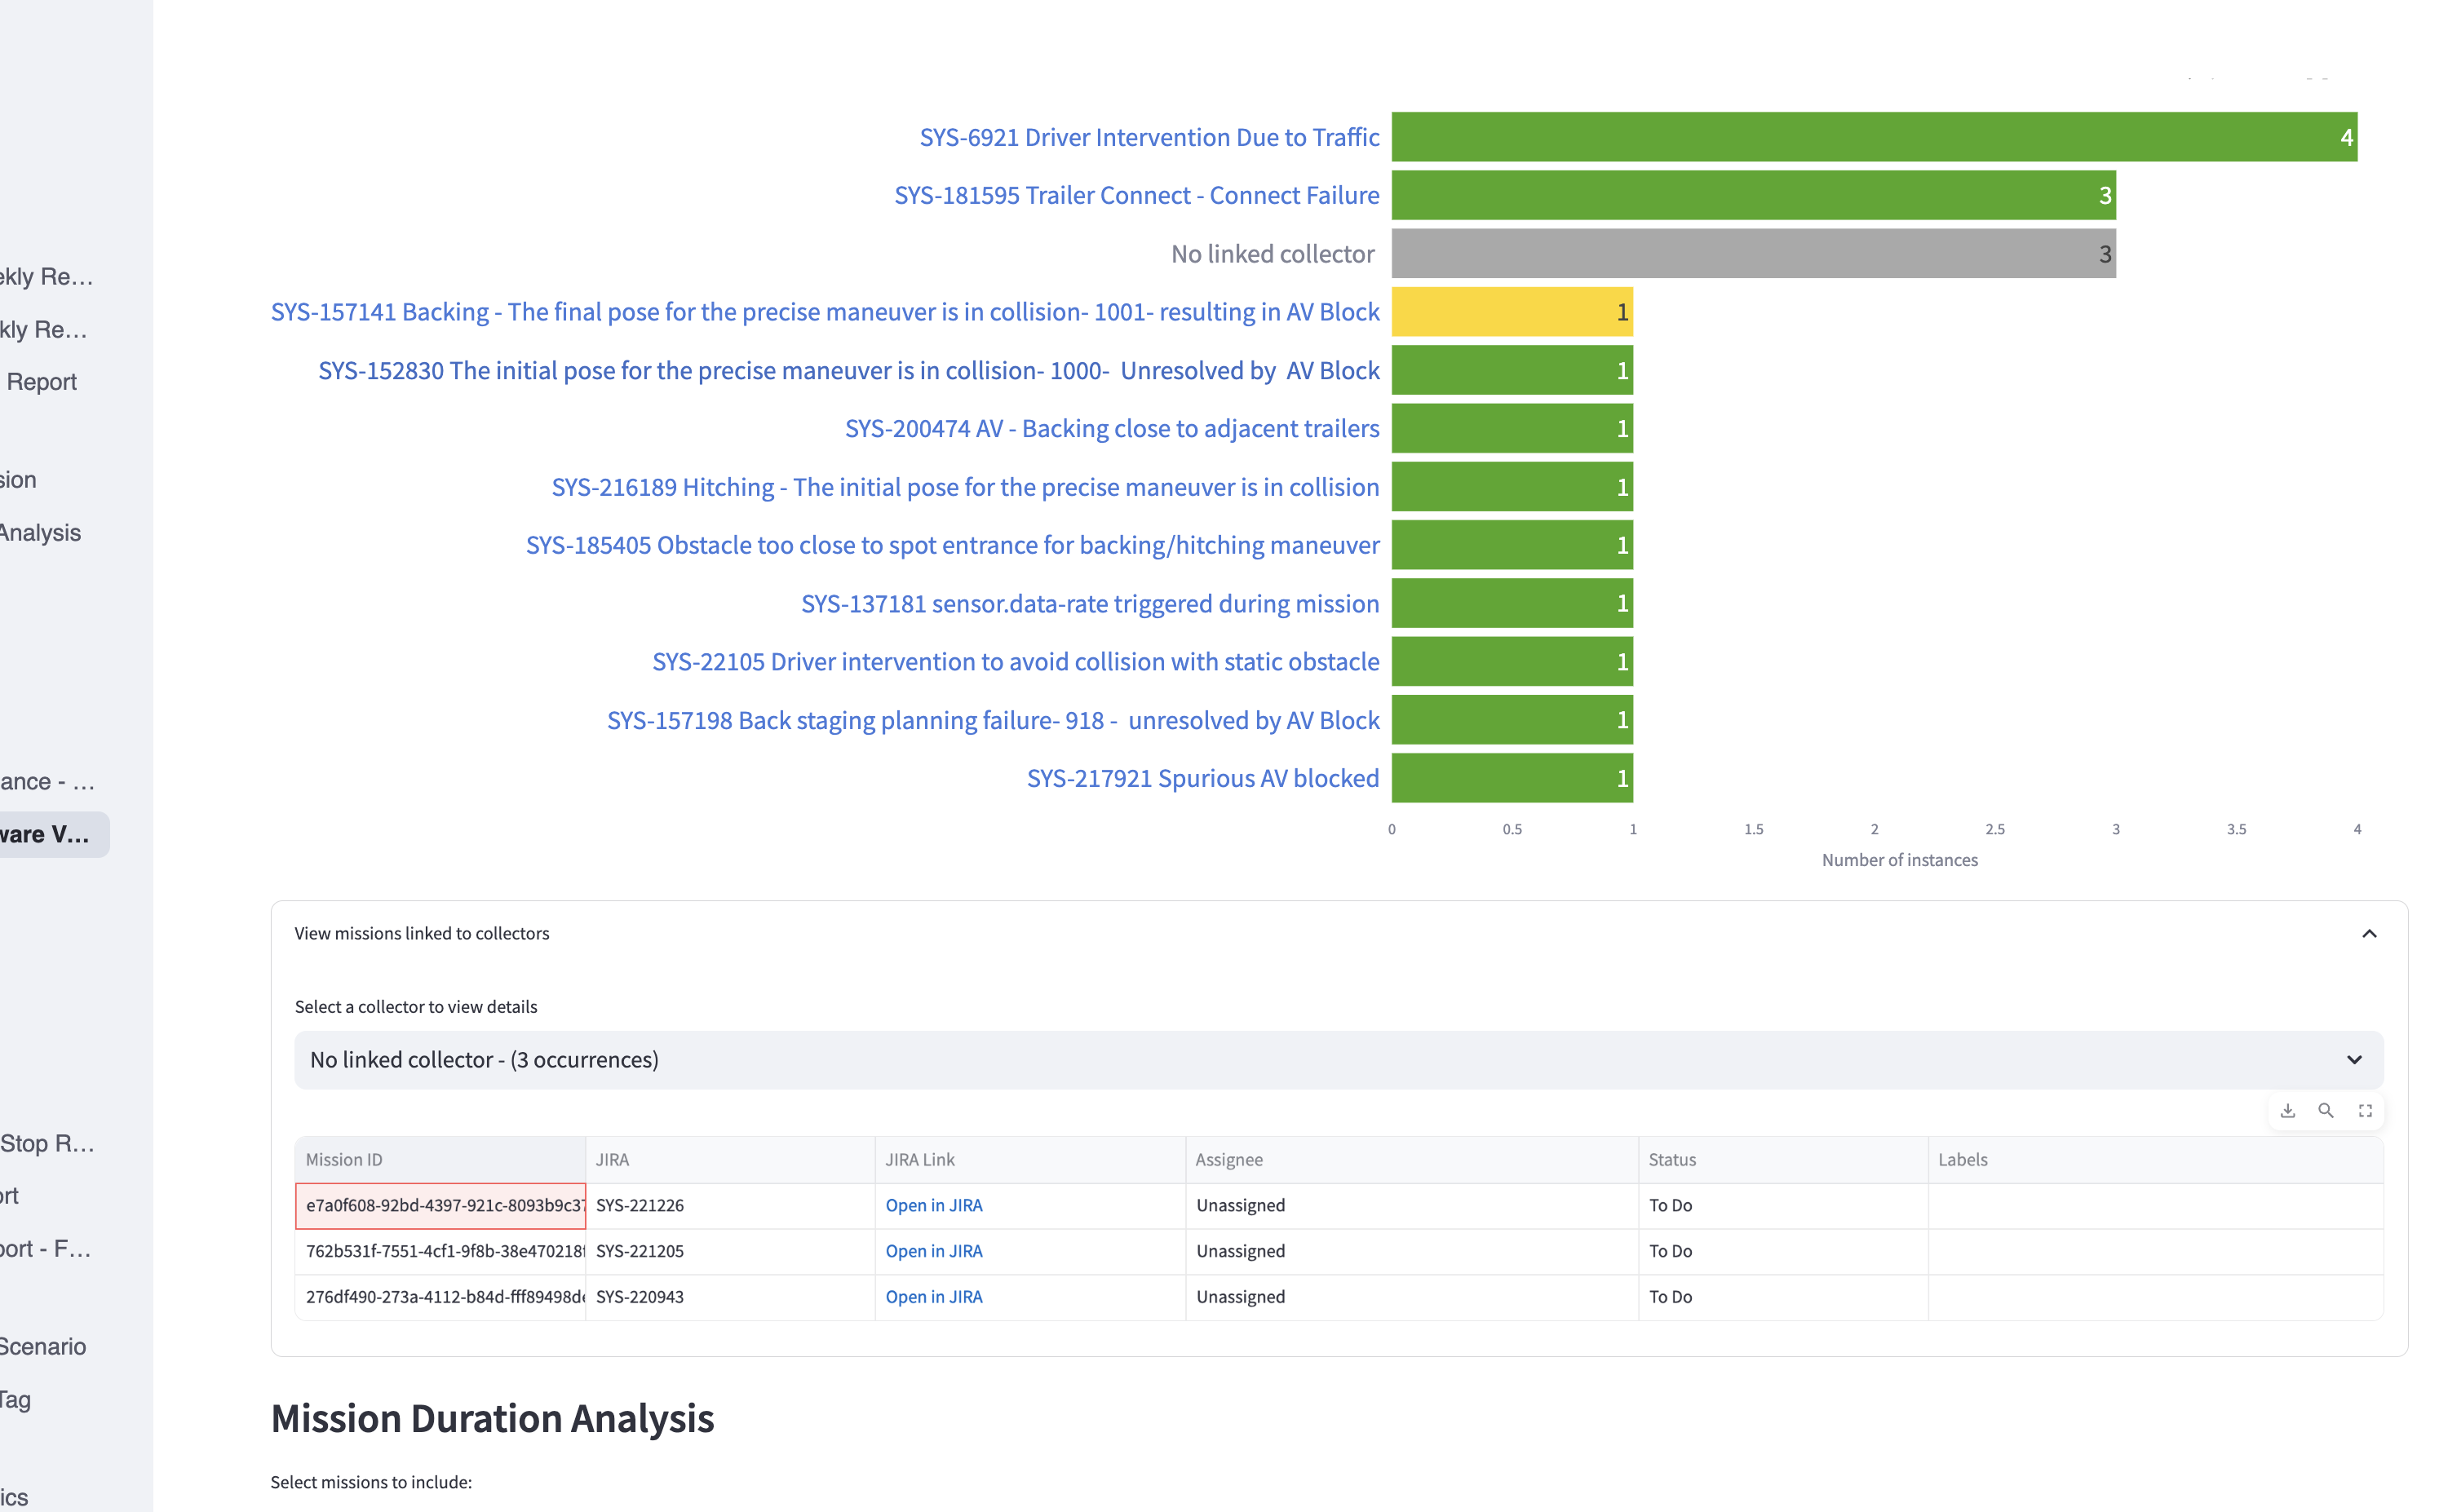 SYS-6921 Driver Intervention Due to Traffic 4
SYS-181595 Trailer Connect - Connect Failure 3
No linked collector 3
SYS-157141 Backing - The final pose for the precise maneuver is in collision- 1001- resulting in AV Block 1
SYS-152830 The initial pose for the precise maneuver is in collision- 1000- Unresolved by AV Block 1
SYS-200474 AV - Backing close to adjacent trailers 1
SYS-216189 Hitching - The initial pose for the precise maneuver is in collision 1
SYS-185405 Obstacle too close to spot entrance for backing/hitching maneuver 1
SYS-137181 sensor.data-rate triggered during mission 1
SYS-22105 Driver intervention to avoid collision with static obstacle 1
SYS-157198 Back staging planning failure- 918 - unresolved by AV Block 1
SYS-217921 Spurious AV blocked 1
0 0.5 1 1.5 2 2.5 3 3.5 4
Number of instances
ekly Re...
kly Re...
Report
sion
Analysis
ance - ...
ware V...
Stop R...
ort
port - F...
Scenario
Tag
ics
View missions linked to collectors
Select a collector to view details
No linked collector - (3 occurrences)
Mission ID JIRA JIRA Link Assignee Status Labels
e7a0f608-92bd-4397-921c-8093b9c37 SYS-221226 Open in JIRA Unassigned To Do
762b531f-7551-4cf1-9f8b-38e470218 SYS-221205 Open in JIRA Unassigned To Do
276df490-273a-4112-b84d-fff89498d SYS-220943 Open in JIRA Unassigned To Do
Mission Duration Analysis
Select missions to include: